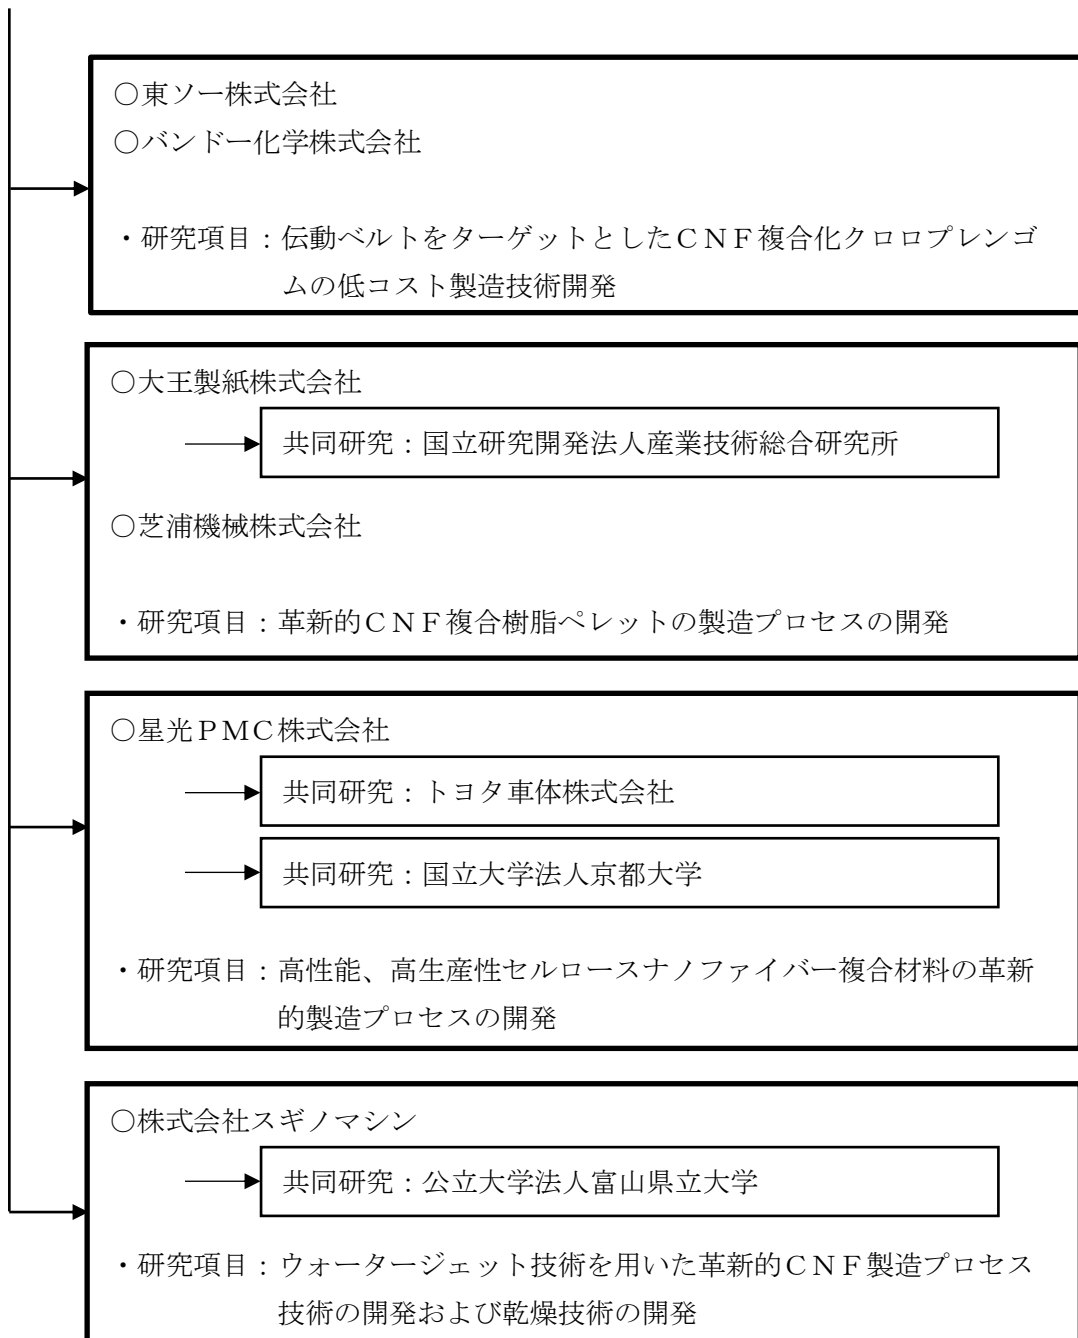 ○東ソー株式会社
○バンドー化学株式会社
・研究項目：伝動ベルトをターゲットとしたＣＮＦ複合化クロロプレンゴ
ムの低コスト製造技術開発
○大王製紙株式会社
共同研究：国立研究開発法人産業技術総合研究所
○芝浦機械株式会社
・研究項目：革新的ＣＮＦ複合樹脂ペレットの製造プロセスの開発
○星光ＰＭＣ株式会社
共同研究：トヨタ車体株式会社
共同研究：国立大学法人京都大学
・研究項目：高性能、高生産性セルロースナノファイバー複合材料の革新
的製造プロセスの開発
○株式会社スギノマシン
共同研究：公立大学法人富山県立大学
・研究項目：ウォータージェット技術を用いた革新的ＣＮＦ製造プロセス
技術の開発および乾燥技術の開発